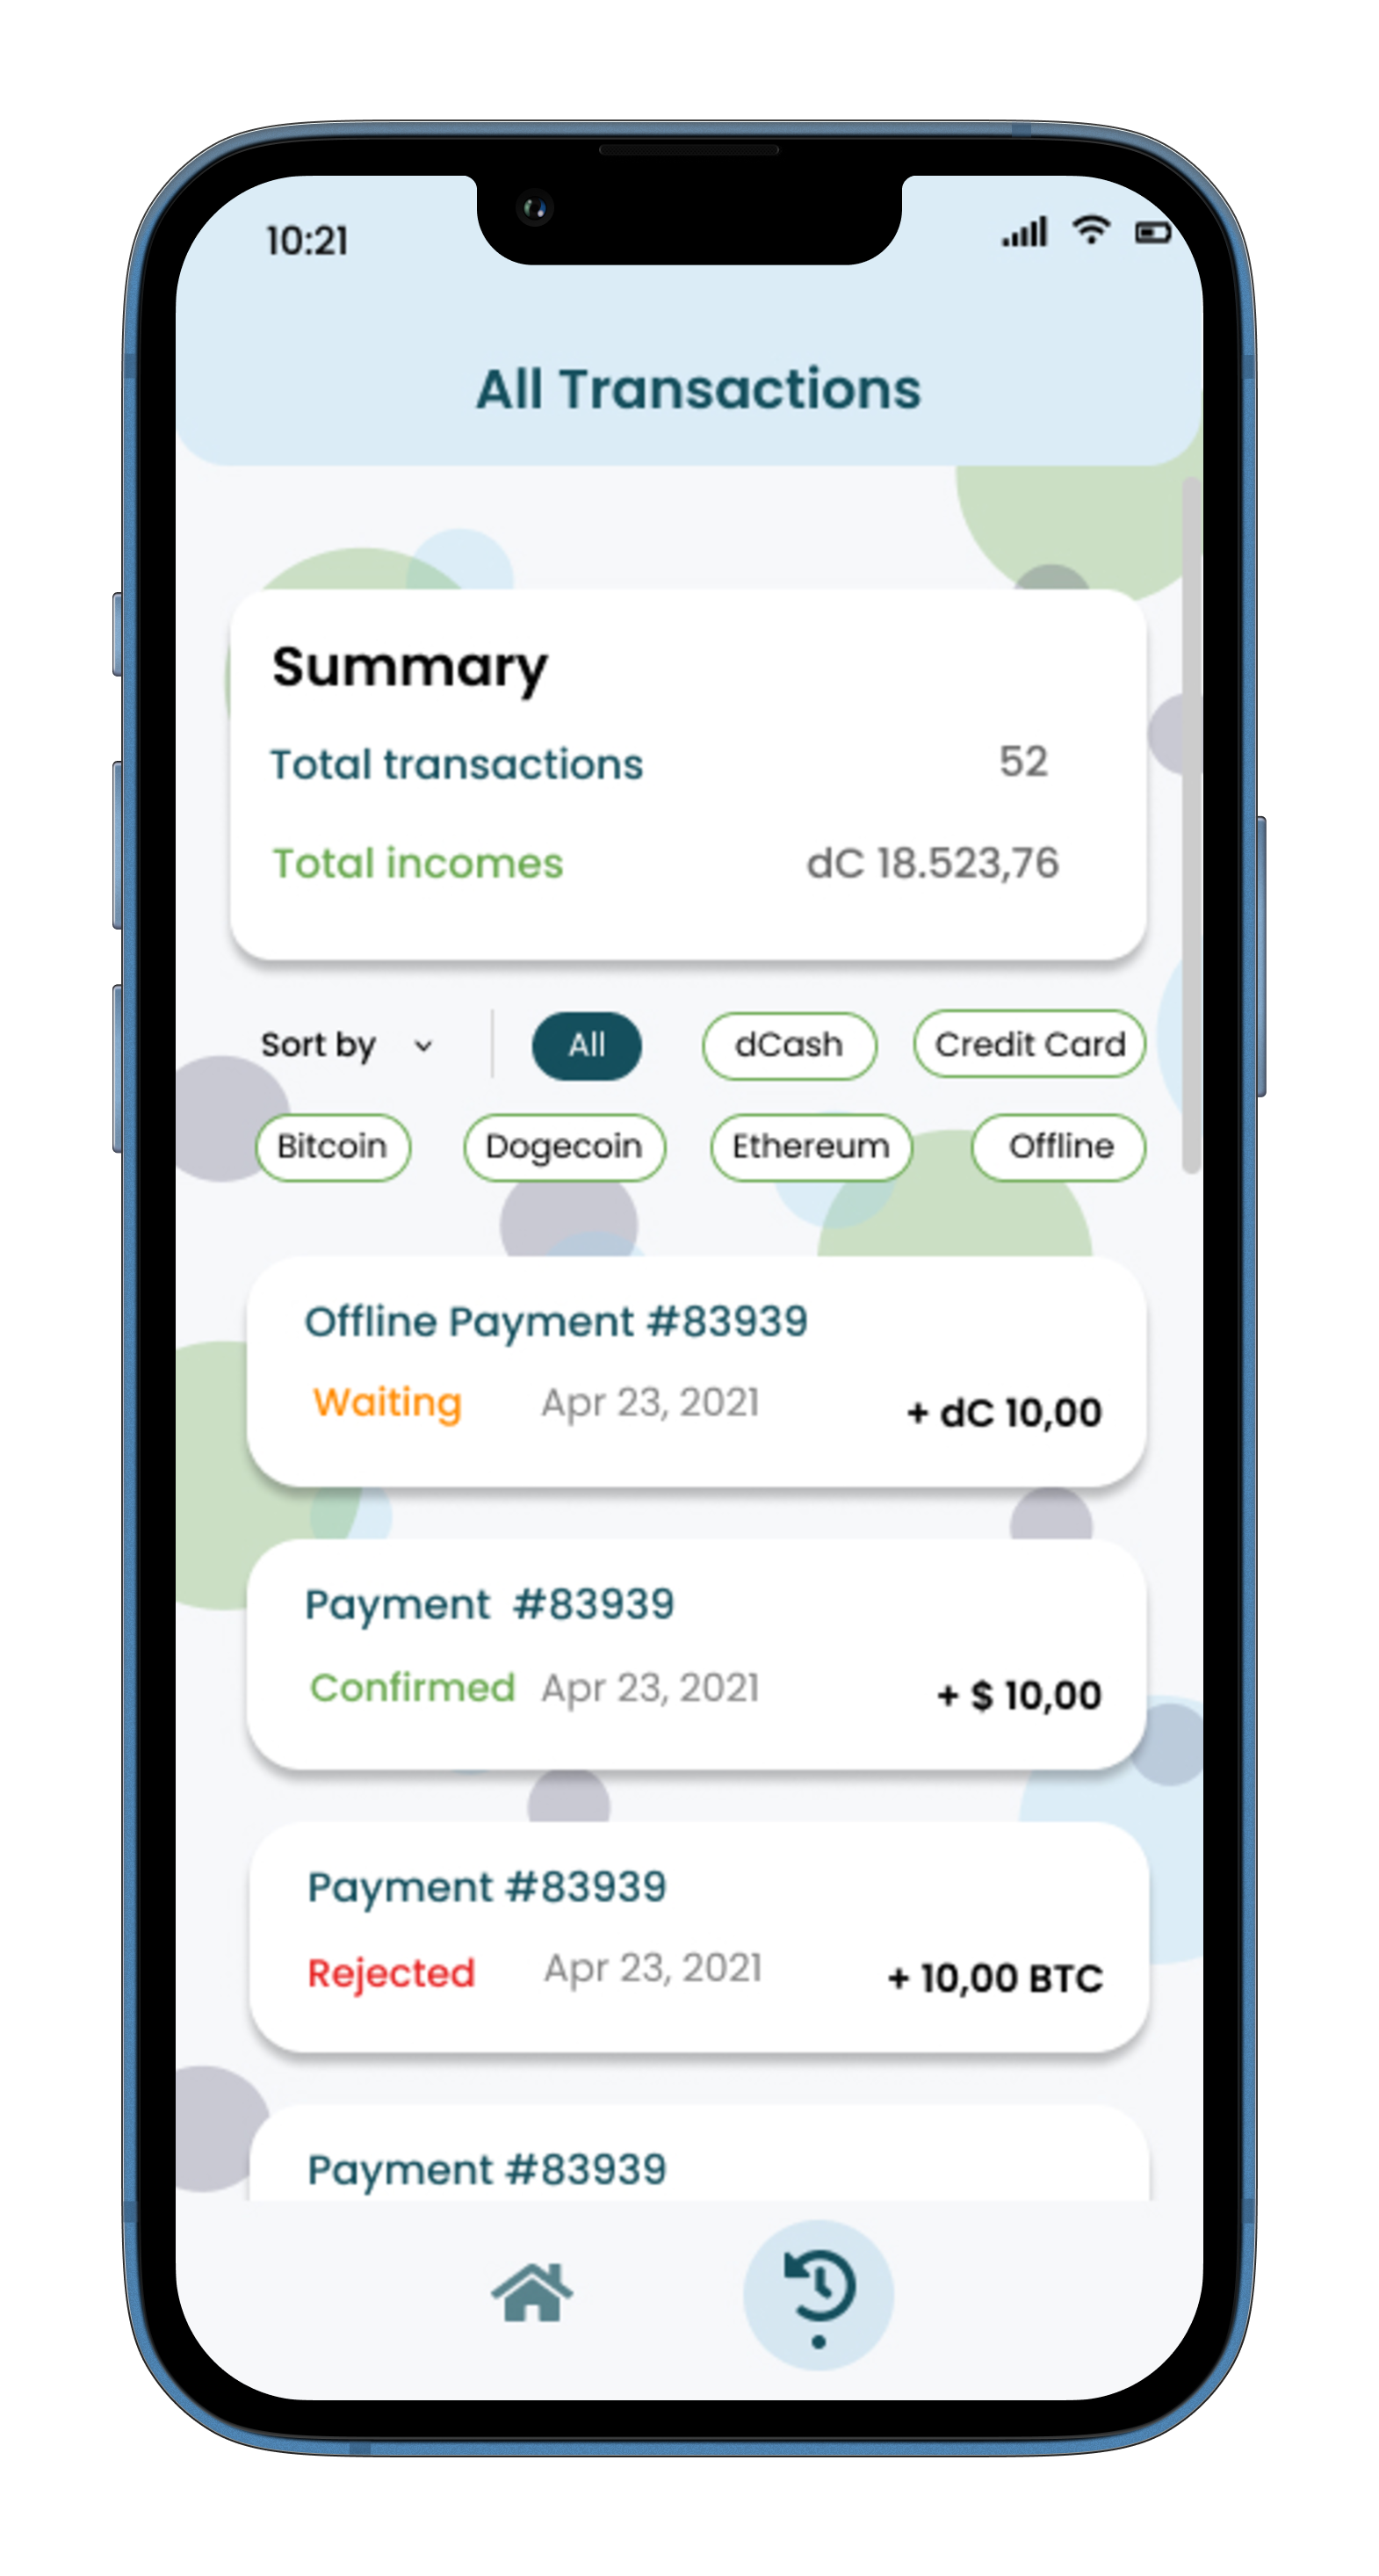 10:21
All Transactions
Summary
Total transactions 52
Total incomes dC 18.523,76
Sort by All dCash Credit Card
Bitcoin Dogecoin Ethereum Offline
Offline Payment #83939
Waiting Apr 23, 2021 + dC 10,00
Payment #83939
Confirmed Apr 23, 2021 + $ 10,00
Payment #83939
Rejected Apr 23, 2021 + 10,00 BTC
Payment #83939